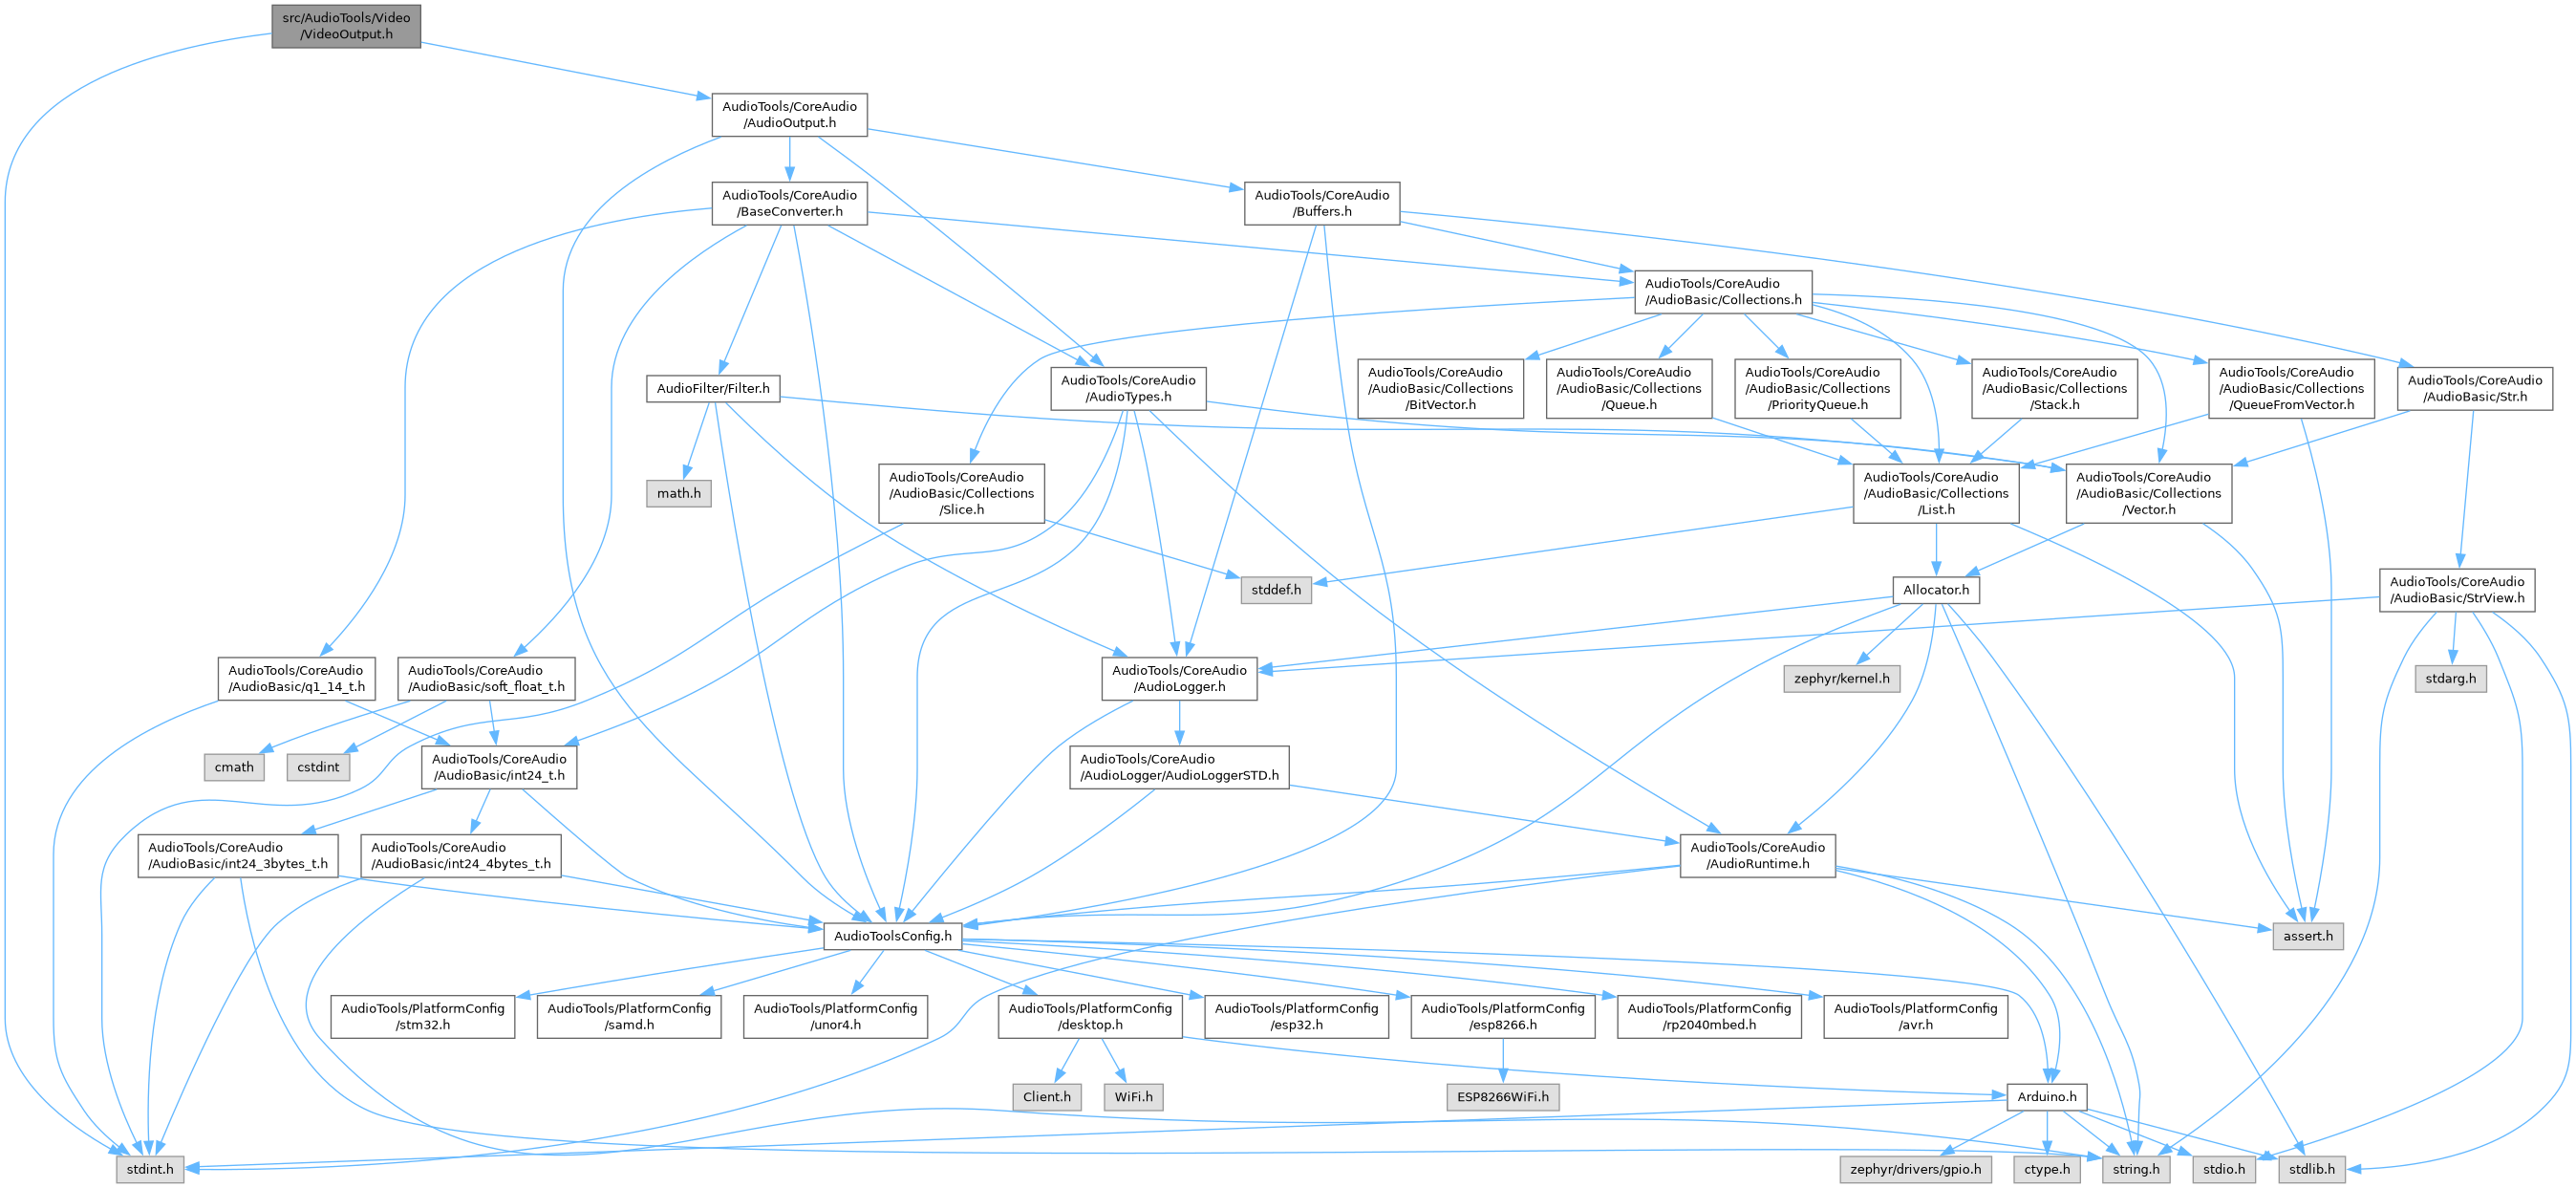 src/AudioTools/Video
/VideoOutput.h
AudioTools/CoreAudio
/AudioOutput.h
AudioTools/CoreAudio
/BaseConverter.h
AudioTools/CoreAudio
/Buffers.h
AudioTools/CoreAudio
/AudioBasic/Collections.h
AudioFilter/Filter.h
AudioTools/CoreAudio
/AudioTypes.h
AudioTools/CoreAudio
/AudioBasic/Collections
/BitVector.h
AudioTools/CoreAudio
/AudioBasic/Collections
/Queue.h
AudioTools/CoreAudio
/AudioBasic/Collections
/PriorityQueue.h
AudioTools/CoreAudio
/AudioBasic/Collections
/Stack.h
AudioTools/CoreAudio
/AudioBasic/Collections
/QueueFromVector.h
AudioTools/CoreAudio
/AudioBasic/Str.h
math.h
AudioTools/CoreAudio
/AudioBasic/Collections
/Slice.h
AudioTools/CoreAudio
/AudioBasic/Collections
/List.h
AudioTools/CoreAudio
/AudioBasic/Collections
/Vector.h
stddef.h
Allocator.h
AudioTools/CoreAudio
/AudioBasic/StrView.h
AudioTools/CoreAudio
/AudioBasic/q1_14_t.h
AudioTools/CoreAudio
/AudioBasic/soft_float_t.h
AudioTools/CoreAudio
/AudioLogger.h
zephyr/kernel.h
stdarg.h
cmath
cstdint
AudioTools/CoreAudio
/AudioBasic/int24_t.h
AudioTools/CoreAudio
/AudioLogger/AudioLoggerSTD.h
AudioTools/CoreAudio
/AudioBasic/int24_3bytes_t.h
AudioTools/CoreAudio
/AudioBasic/int24_4bytes_t.h
AudioTools/CoreAudio
/AudioRuntime.h
AudioToolsConfig.h
assert.h
AudioTools/PlatformConfig
/stm32.h
AudioTools/PlatformConfig
/samd.h
AudioTools/PlatformConfig
/unor4.h
AudioTools/PlatformConfig
/desktop.h
AudioTools/PlatformConfig
/esp32.h
AudioTools/PlatformConfig
/esp8266.h
AudioTools/PlatformConfig
/rp2040mbed.h
AudioTools/PlatformConfig
/avr.h
Client.h
WiFi.h
ESP8266WiFi.h
Arduino.h
stdint.h
zephyr/drivers/gpio.h
ctype.h
string.h
stdio.h
stdlib.h